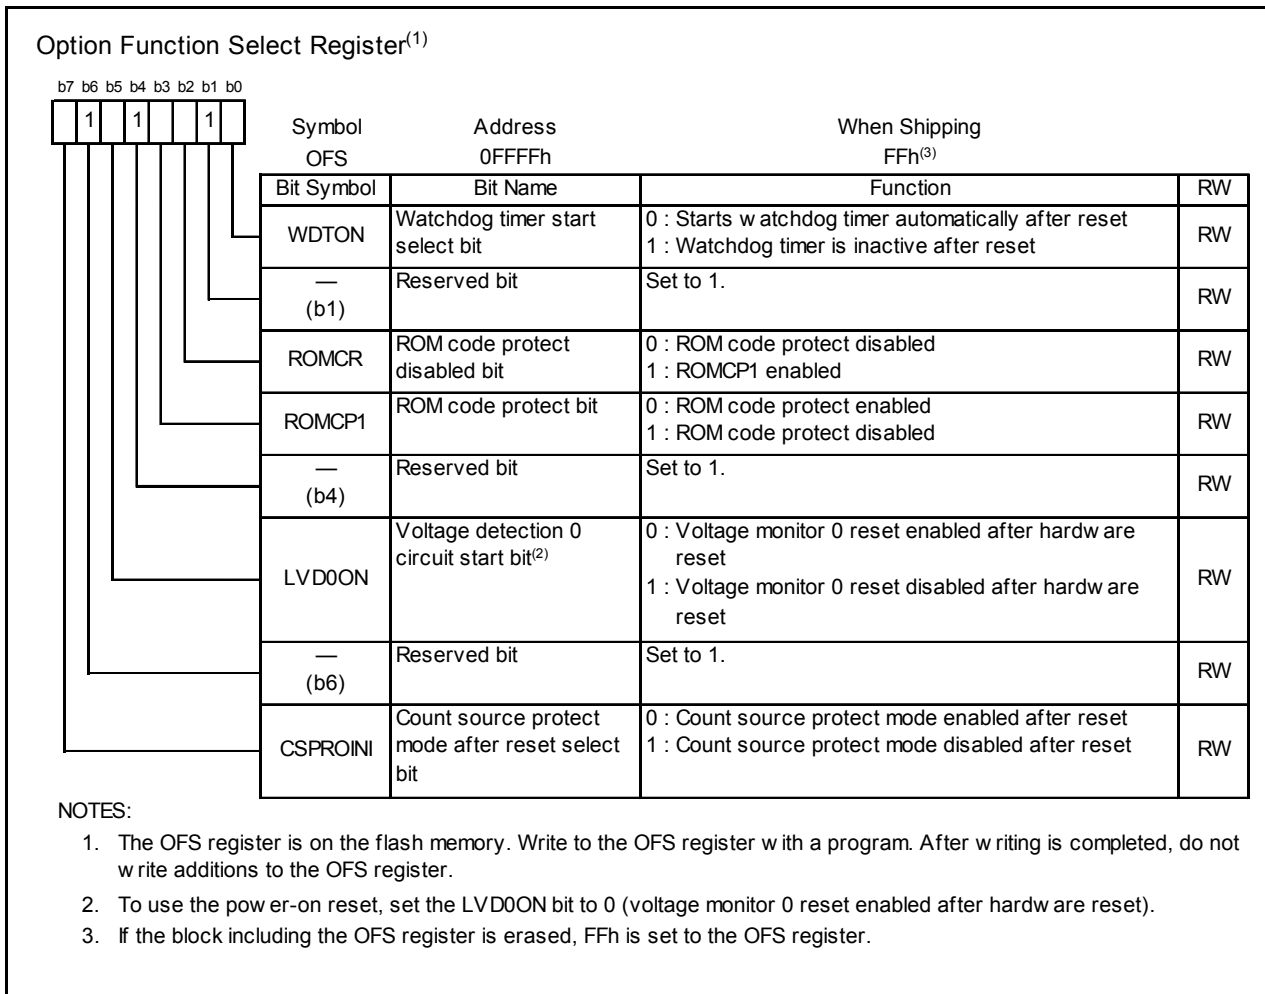 Option Function Select Register(1)
b7 b6 b5 b4 b3 b2 b1 b0
1 1 1
Symbol Address When Shipping
OFS 0FFFFh FFh(3)
Bit Symbol Bit Name Function RW
WDTON Watchdog timer start select bit 0 : Starts watchdog timer automatically after reset
1 : Watchdog timer is inactive after reset RW
—
(b1) Reserved bit Set to 1. RW
ROMCR ROM code protect disabled bit 0 : ROM code protect disabled
1 : ROMCP1 enabled RW
ROMCP1 ROM code protect bit 0 : ROM code protect enabled
1 : ROM code protect disabled RW
—
(b4) Reserved bit Set to 1. RW
LVD0ON Voltage detection 0 circuit start bit(2) 0 : Voltage monitor 0 reset enabled after hardware
reset
1 : Voltage monitor 0 reset disabled after hardware
reset RW
—
(b6) Reserved bit Set to 1. RW
CSPROINI Count source protect mode after reset select bit 0 : Count source protect mode enabled after reset
1 : Count source protect mode disabled after reset RW
NOTES:
1. The OFS register is on the flash memory. Write to the OFS register with a program. After writing is completed, do not
write additions to the OFS register.
2. To use the power-on reset, set the LVD0ON bit to 0 (voltage monitor 0 reset enabled after hardware reset).
3. If the block including the OFS register is erased, FFh is set to the OFS register.